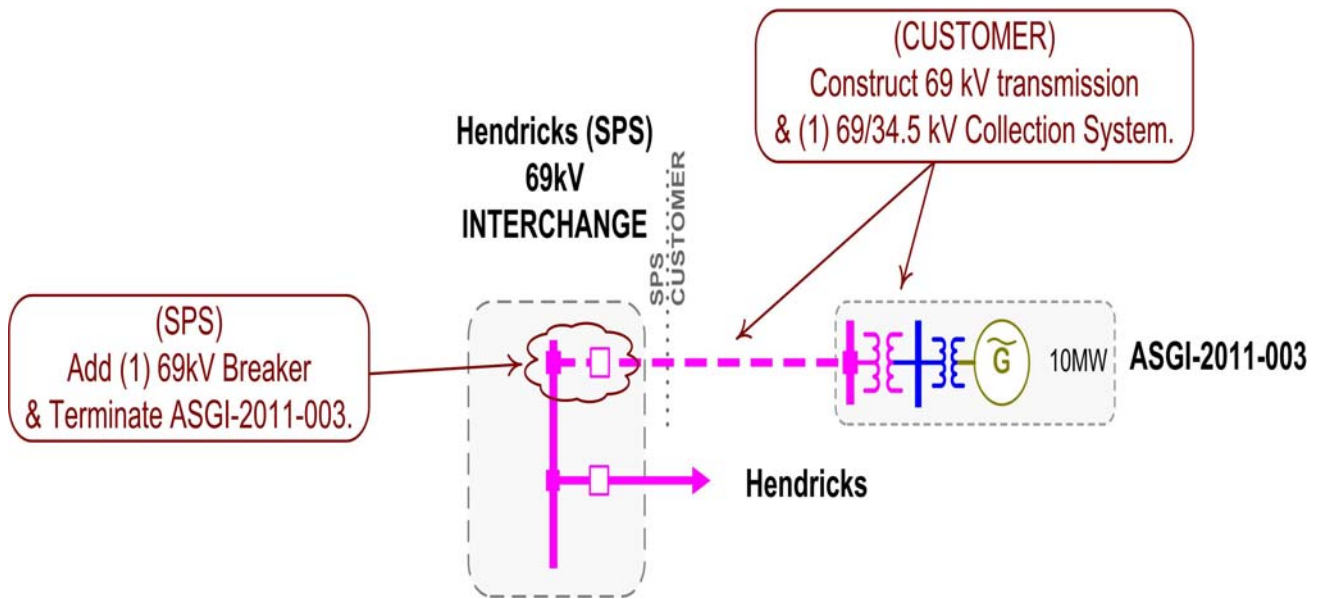 (CUSTOMER)
Construct 69 kV transmission
& (1) 69/34.5 kV Collection System.
Hendricks (SPS)
69kV
INTERCHANGE
SPS
CUSTOMER
(SPS)
Add (1) 69kV Breaker
& Terminate ASGI-2011-003.
G
10MW
ASGI-2011-003
Hendricks